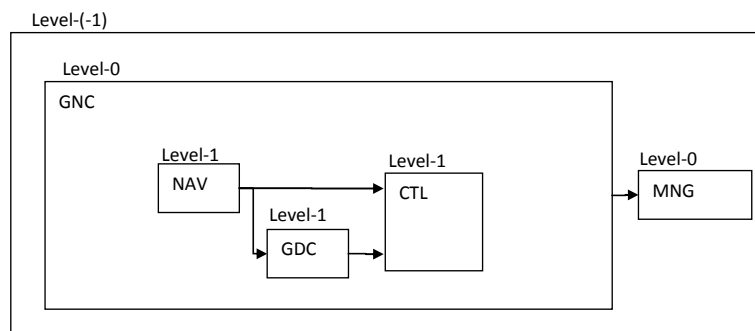 Level-(-1)
Level-0
GNC
Level-1
NAV
Level-1
CTL
Level-0
MNG
Level-1
GDC